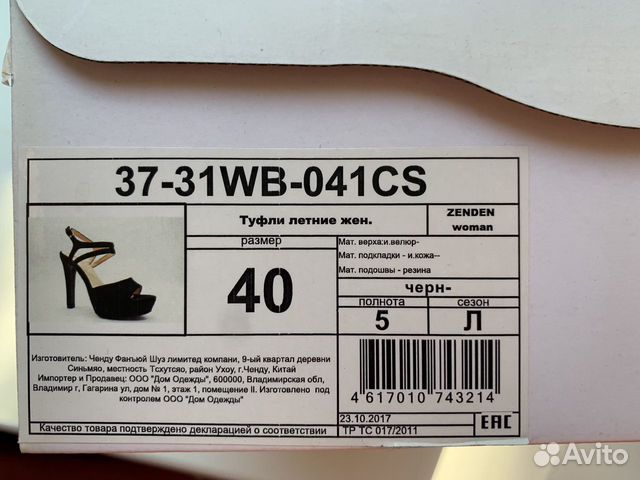 37-31WB-041CS
Туфли летние жен.
ZENDEN
woman
размер
40
Мат. верха:и.велюр-
Мат. подкладки - и.кожа--
Мат. подошвы - резина
черн-
полнота
сезон
5
Л
Изготовитель: Ченду Фанъюй Шуз лимитед компани, 9-ый квартал деревни
Синьмяо, местность Тсхутсяо, район Ухоу, г.Ченду, Китай
Импортер и Продавец: ООО "Дом Одежды", 600000, Владимирская обл,
Владимир г, Гагарина ул, дом № 1, этаж 1, помещение II. Изготовлено под
контролем ООО "Дом Одежды"
4 617010 743214
23.10.2017
Качество товара подтверждено декларацией о соответствии
ТР ТС 017/2011
EAC
Avito